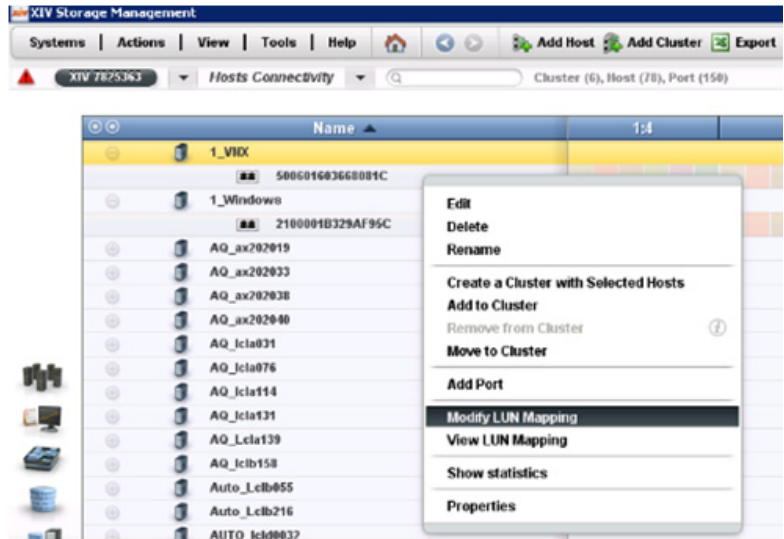 XIV Storage Management
Systems | Actions | View | Tools | Help Add Host Add Cluster Export
XIV 7825363 Hosts Connectivity Cluster (6), Host (78), Port (150)
Name 1:4
1_VNX
500601603668081C
1_Windows
2100001B329AF95C
AQ_ax202019
AQ_ax202033
AQ_ax202038
AQ_ax202040
AQ_lcla031
AQ_lcla076
AQ_lcla114
AQ_lcla131
AQ_Lcla139
AQ_lclb158
Auto_Lclb055
Auto_Lclb216
AUTO_lcld0032
Edit
Delete
Rename
Create a Cluster with Selected Hosts
Add to Cluster
Remove from Cluster
Move to Cluster
Add Port
Modify LUN Mapping
View LUN Mapping
Show statistics
Properties